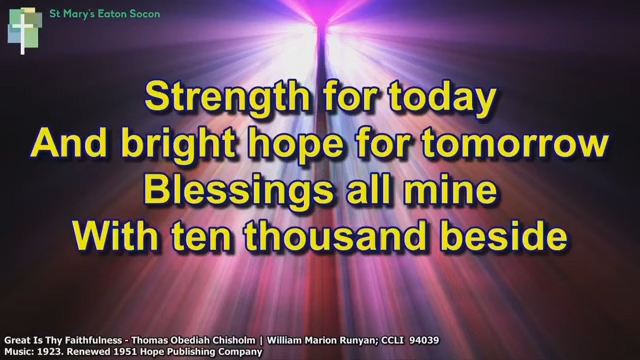 St Mary's Eaton Socon
Strength for today
And bright hope for tomorrow
Blessings all mine
With ten thousand beside
Great Is Thy Faithfulness - Thomas Obediah Chisholm | William Marion Runyan; CCLI  94039
Music: 1923. Renewed 1951 Hope Publishing Company